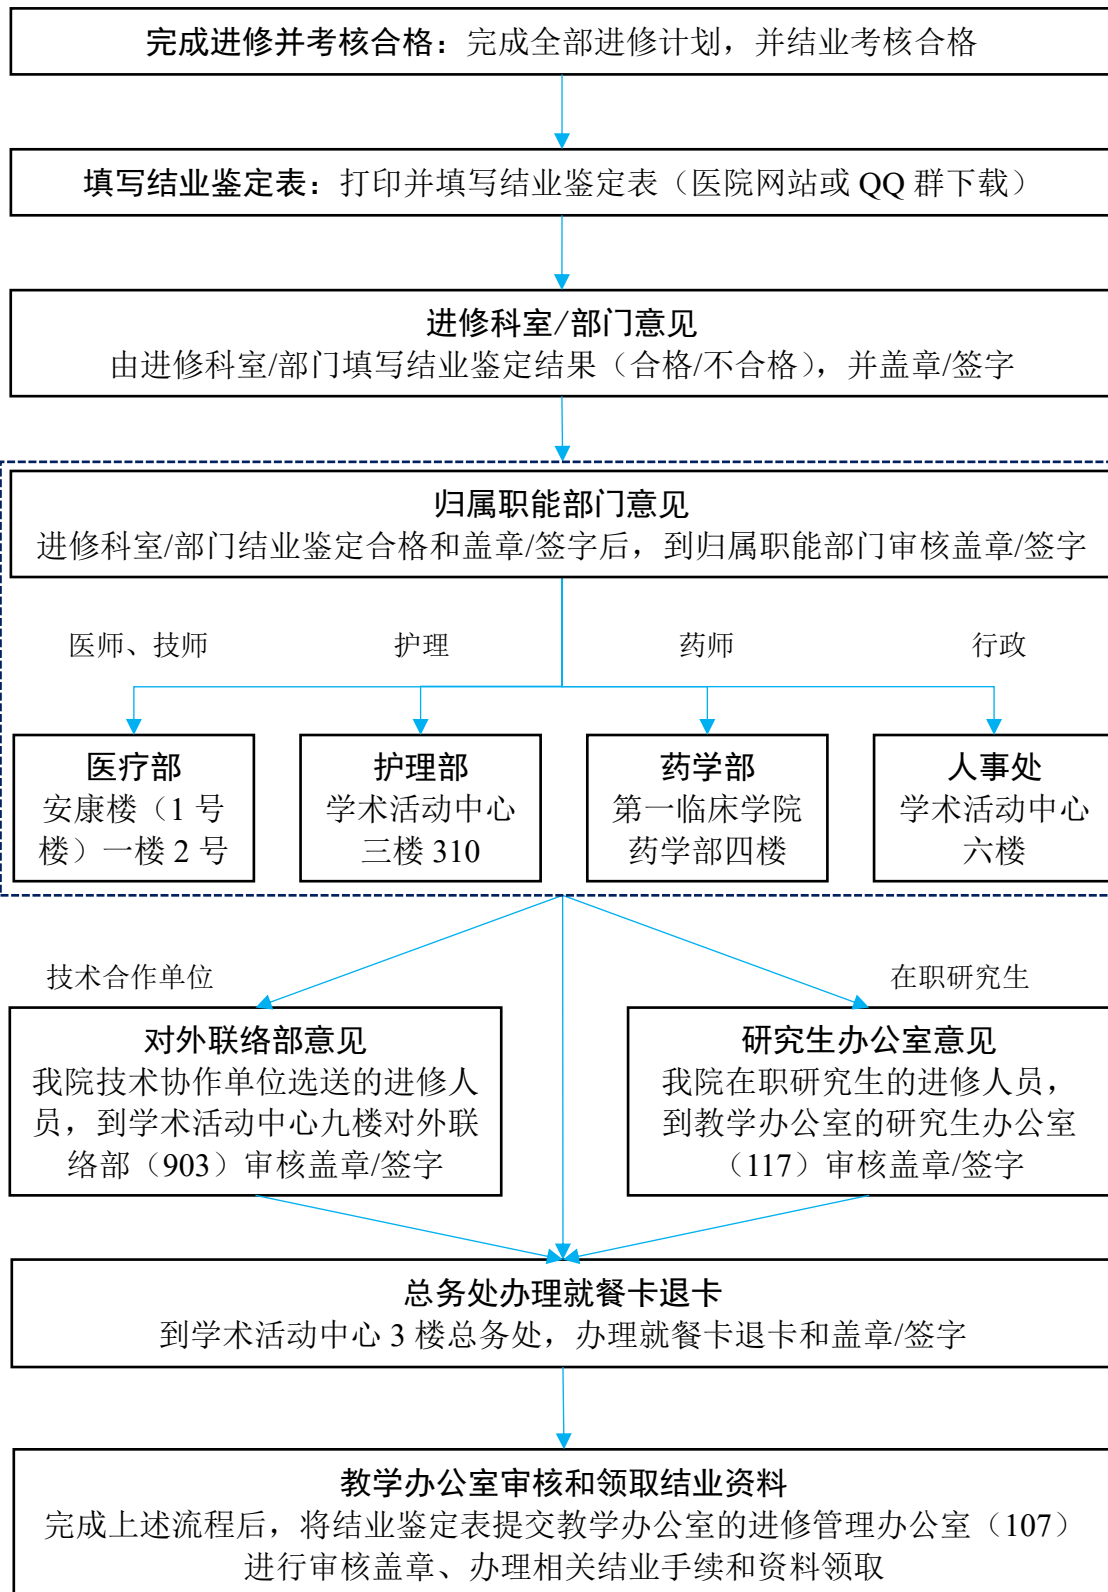 完成进修并考核合格：完成全部进修计划，并结业考核合格
填写结业鉴定表：打印并填写结业鉴定表（医院网站或 QQ 群下载）
进修科室/部门意见
由进修科室/部门填写结业鉴定结果（合格/不合格），并盖章/签字
归属职能部门意见
进修科室/部门结业鉴定合格和盖章/签字后，到归属职能部门审核盖章/签字
医师、技师
护理
药师
行政
医疗部
安康楼（1 号
楼）一楼 2 号
护理部
学术活动中心
三楼 310
药学部
第一临床学院
药学部四楼
人事处
学术活动中心
六楼
技术合作单位
在职研究生
对外联络部意见
我院技术协作单位选送的进修人
员，到学术活动中心九楼对外联
络部（903）审核盖章/签字
研究生办公室意见
我院在职研究生的进修人员，
到教学办公室的研究生办公室
（117）审核盖章/签字
总务处办理就餐卡退卡
到学术活动中心 3 楼总务处，办理就餐卡退卡和盖章/签字
教学办公室审核和领取结业资料
完成上述流程后，将结业鉴定表提交教学办公室的进修管理办公室（107）
进行审核盖章、办理相关结业手续和资料领取